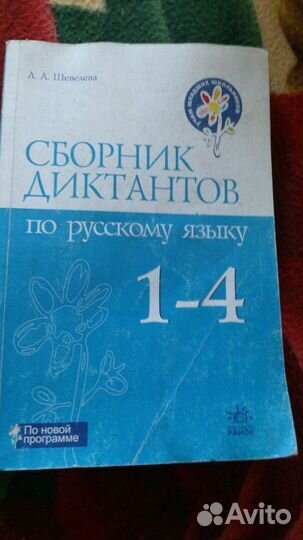 Л. А. Шевелева
СБОРНИК
ДИКТАНТОВ
по русскому языку
1-4
По новой
программе
РАНОК
Avito